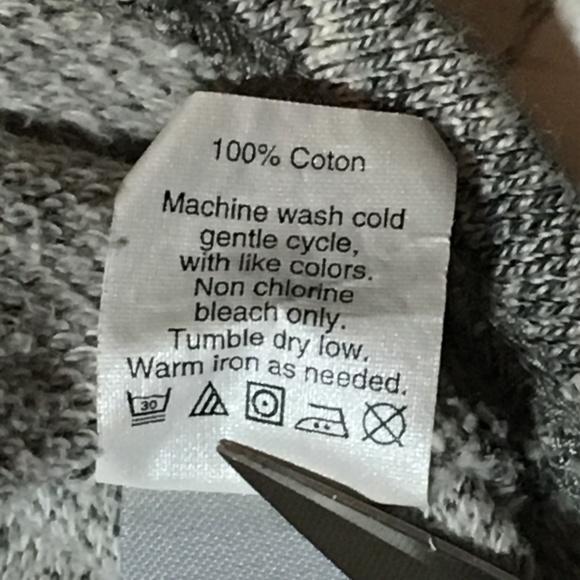 100% Coton
Machine wash cold
gentle cycle,
with like colors.
Non chlorine
bleach only.
Tumble dry low.
Warm iron as needed.
30